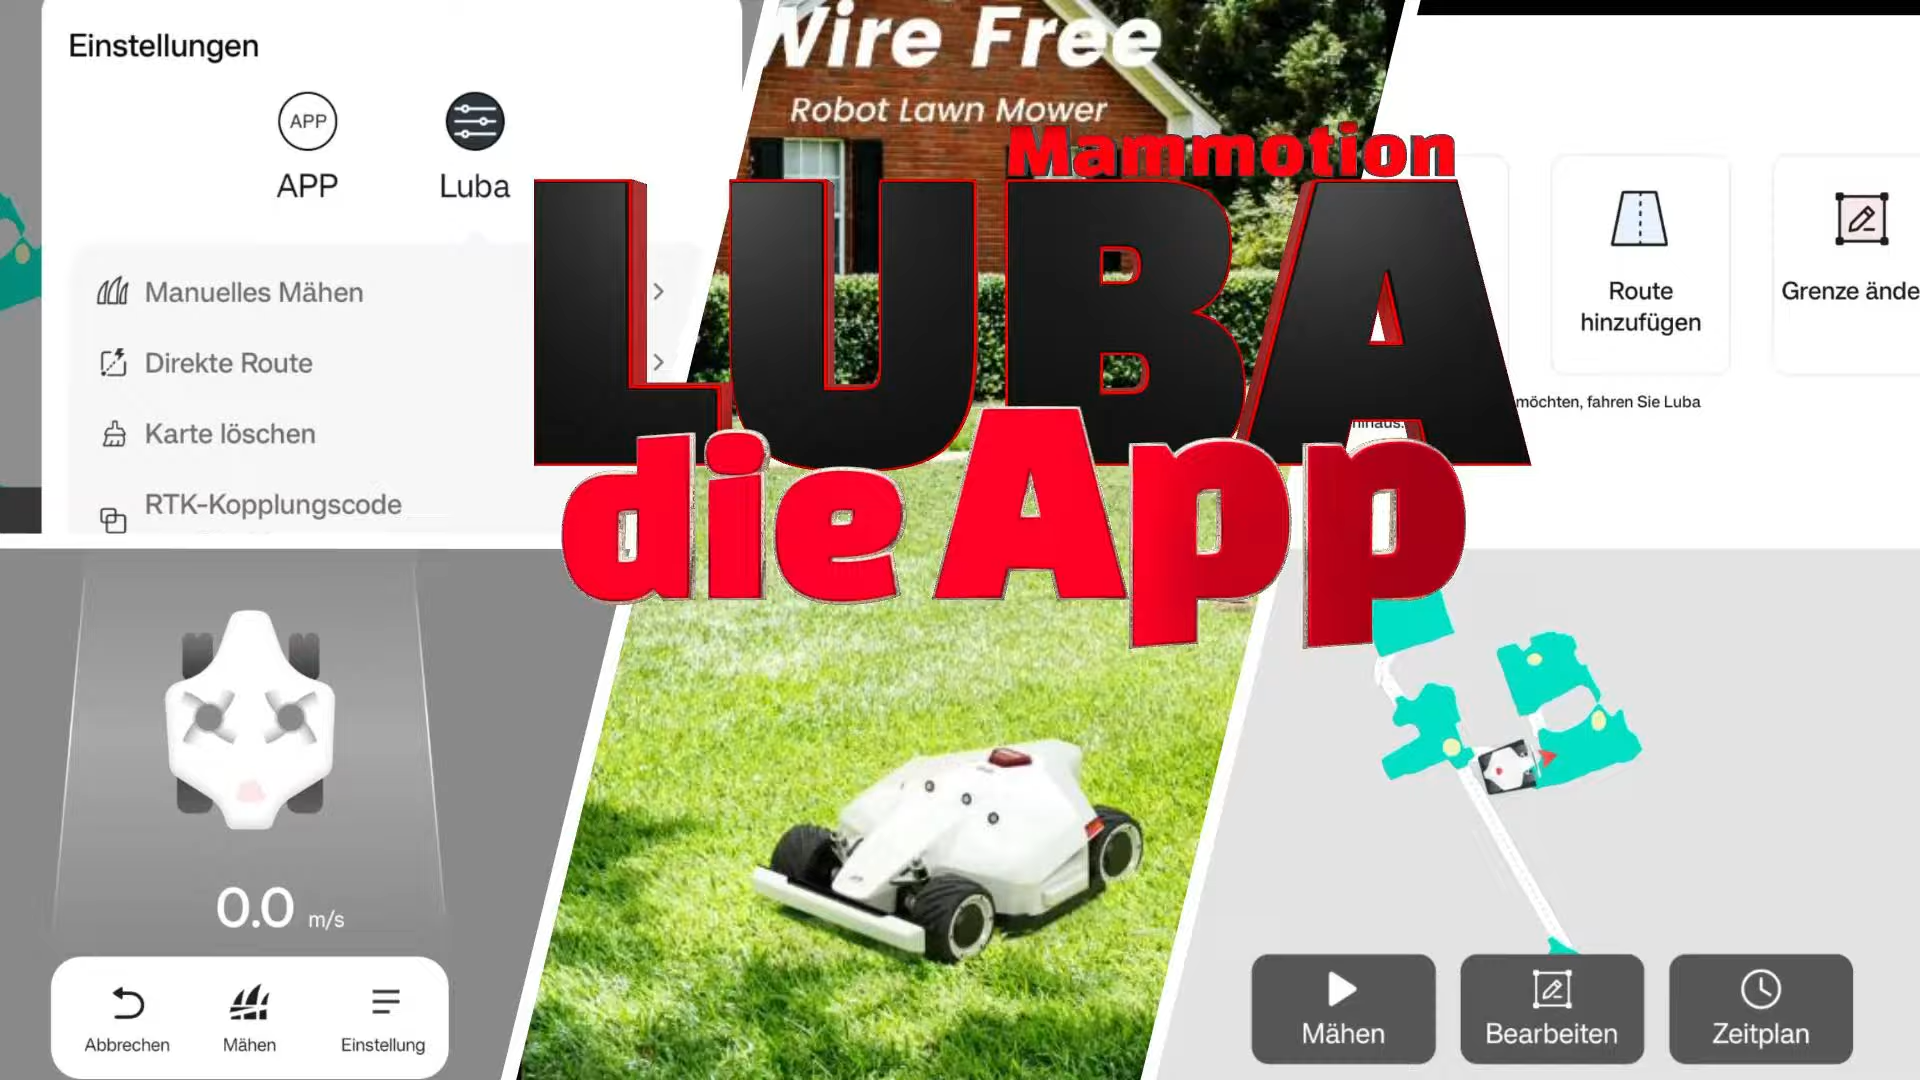 Einstellungen
APP
APP
Luba
Manuelles Mähen
Direkte Route
Karte löschen
RTK-Kopplungscode
Wire Free
Robot Lawn Mower
Mammotion
LUBA
die App
Route
hinzufügen
Grenze ände
möchten, fahren Sie Luba
hinaus.
0.0 m/s
Abbrechen
Mähen
Einstellung
Mähen
Bearbeiten
Zeitplan